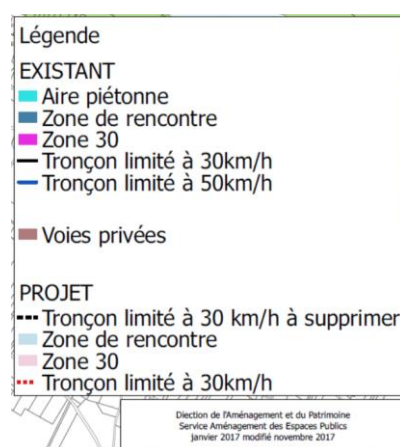 Légende
EXISTANT
Aire piétonne
Zone de rencontre
Zone 30
Tronçon limité à 30km/h
Tronçon limité à 50km/h
Voies privées
PROJET
Tronçon limité à 30 km/h à supprimer
Zone de rencontre
Zone 30
Tronçon limité à 30km/h
Diection de l'Aménagement et du Patrimoine
Service Aménagement des Espaces Publics
janvier 2017 modifié novembre 2017